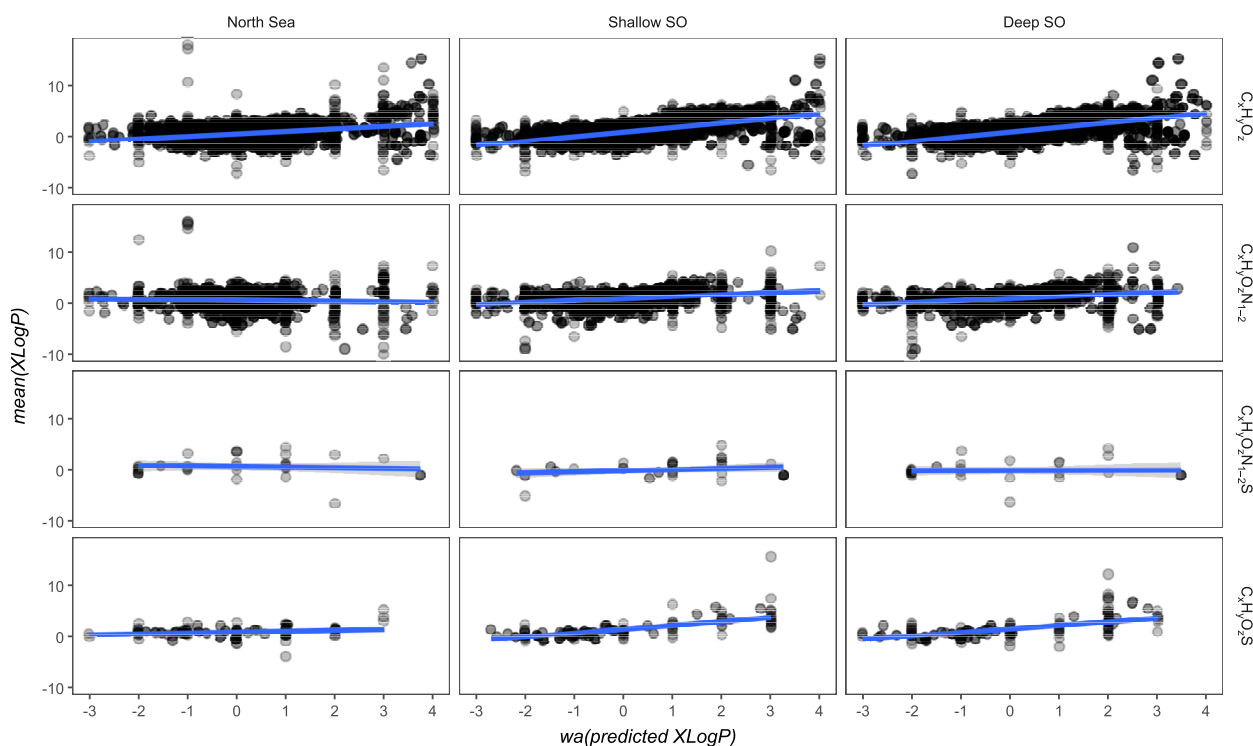 North Sea Shallow SO Deep SO
10
0
-10
CxHyOz
10
0
-10
CxHyOzN1–2
mean(XLogP)
10
0
-10
CxHyOzN1–2S
10
0
-10
CxHyOzS
-3 -2 -1 0 1 2 3 4 -3 -2 -1 0 1 2 3 4 -3 -2 -1 0 1 2 3 4
wa(predicted XLogP)